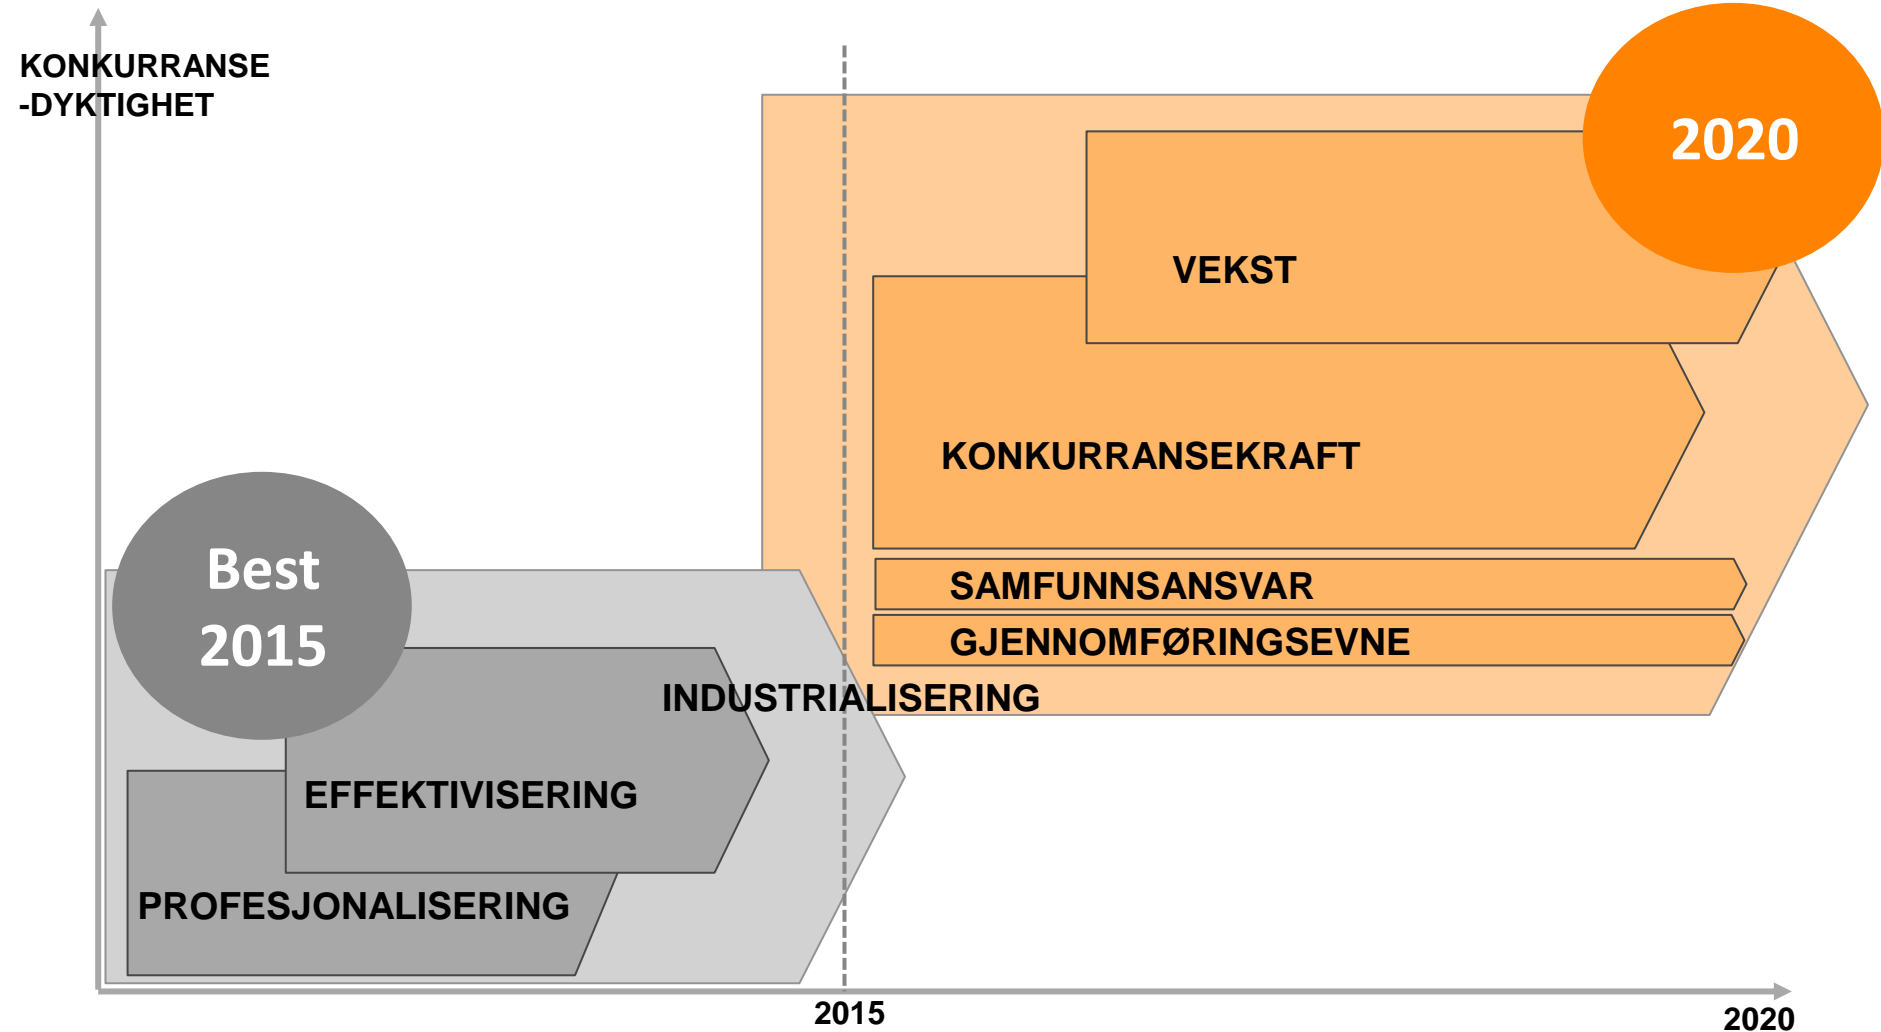 KONKURRANSE
-DYKTIGHET
2020
VEKST
KONKURRANSEKRAFT
SAMFUNNSANSVAR
GJENNOMFØRINGSEVNE
Best
2015
INDUSTRIALISERING
EFFEKTIVISERING
PROFESJONALISERING
2015
2020